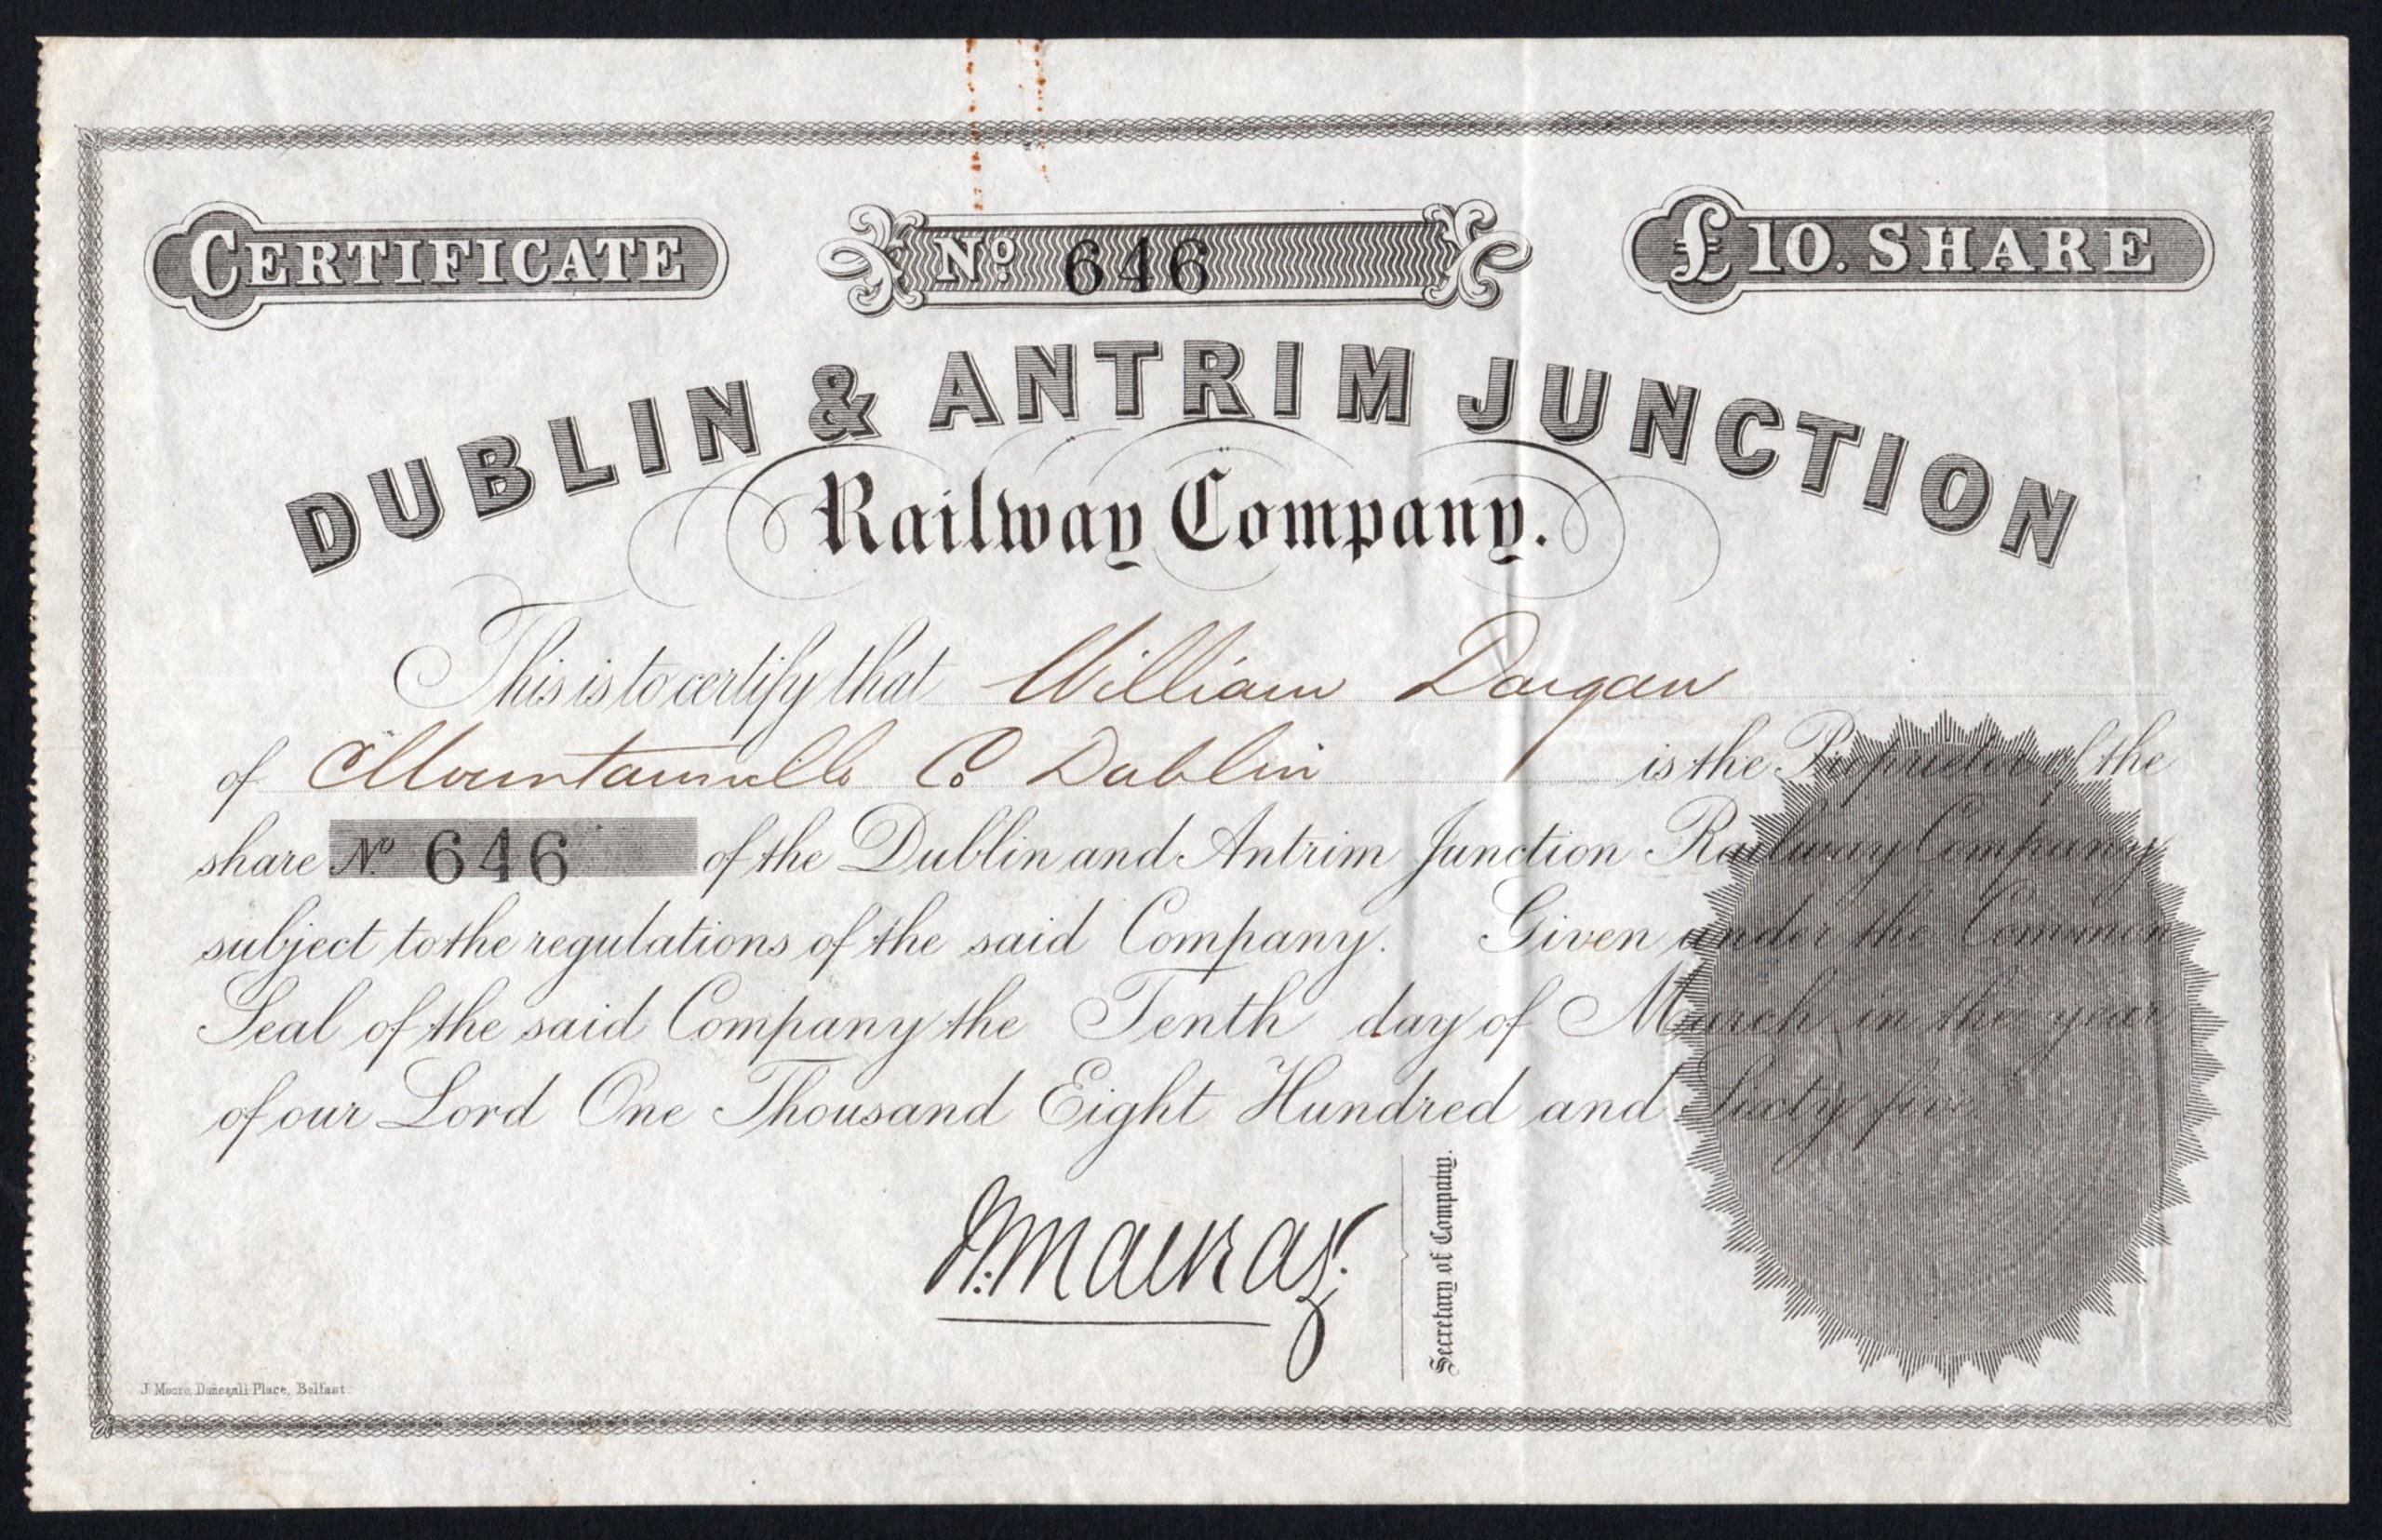 CERTIFICATE
No. 646
£10. SHARE
DUBLIN & ANTRIM JUNCTION
Railway Company.
This is to certify that William Dargan
of Mountainville Co Dublin is the Proprietor of the
share No. 646 of the Dublin and Antrim Junction Railway Company
subject to the regulations of the said Company. Given under the Common
Seal of the said Company the Tenth day of March in the year
of our Lord One Thousand Eight Hundred and Sixty five.
Secretary of Company.
J. Moore, Donegall Place, Belfast.